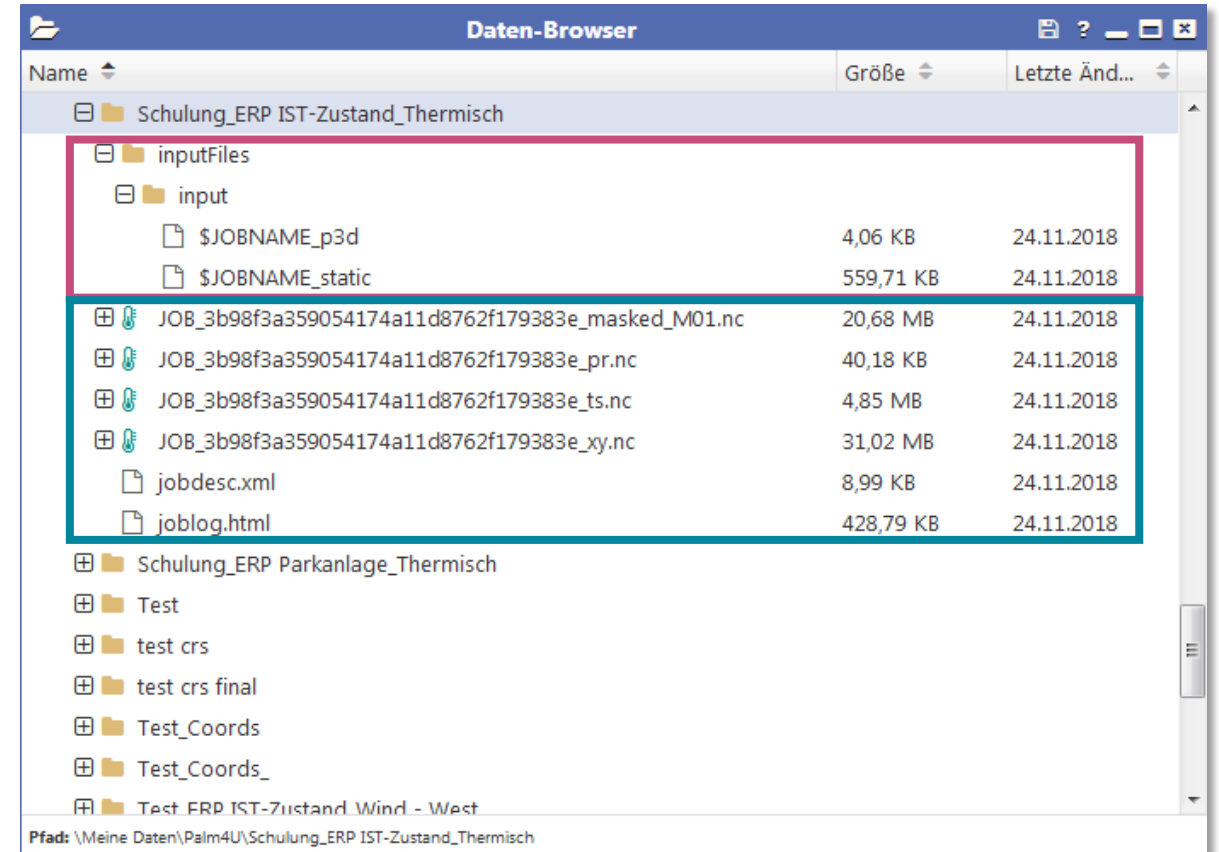 Daten-Browser ?
Name Größe Letzte Änd...
Schulung_ERP IST-Zustand_Thermisch
inputFiles
input
$JOBNAME_p3d 4,06 KB 24.11.2018
$JOBNAME_static 559,71 KB 24.11.2018
JOB_3b98f3a359054174a11d8762f179383e_masked_M01.nc 20,68 MB 24.11.2018
JOB_3b98f3a359054174a11d8762f179383e_pr.nc 40,18 KB 24.11.2018
JOB_3b98f3a359054174a11d8762f179383e_ts.nc 4,85 MB 24.11.2018
JOB_3b98f3a359054174a11d8762f179383e_xy.nc 31,02 MB 24.11.2018
jobdesc.xml 8,99 KB 24.11.2018
joblog.html 428,79 KB 24.11.2018
Schulung_ERP Parkanlage_Thermisch
Test
test crs
test crs final
Test_Coords
Test_Coords_
Test_ERP IST-Zustand_Wind - West
Pfad: \Meine Daten\Palm4U\Schulung_ERP IST-Zustand_Thermisch